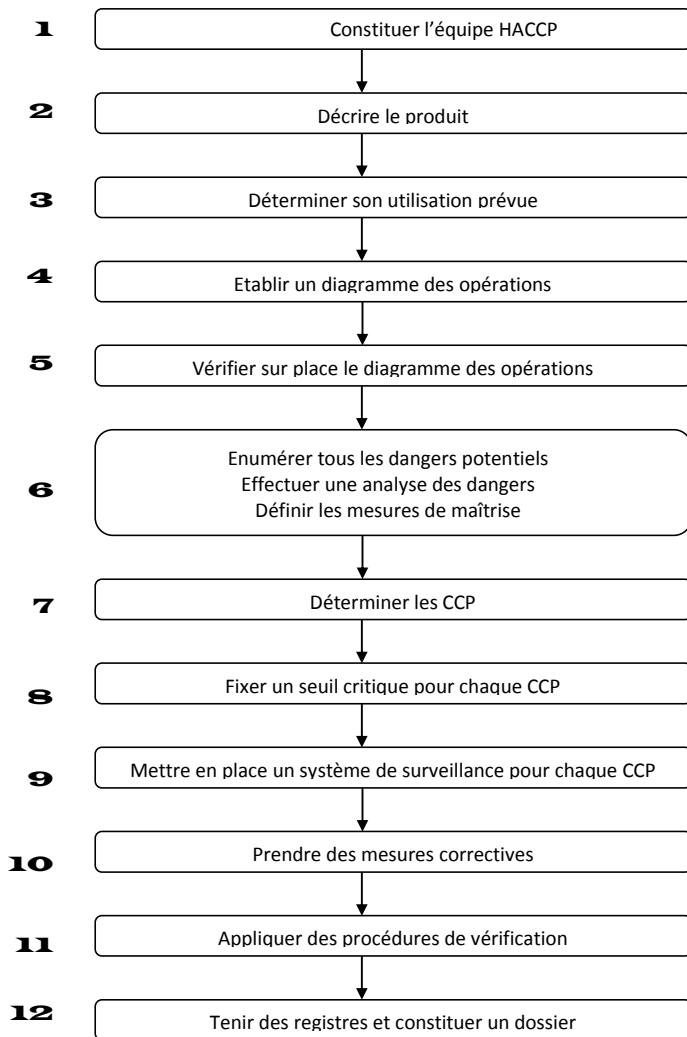 1 Constituer l’équipe HACCP
2 Décrire le produit
3 Déterminer son utilisation prévue
4 Etablir un diagramme des opérations
5 Vérifier sur place le diagramme des opérations
Enumérer tous les dangers potentiels
6 Effectuer une analyse des dangers
Définir les mesures de maîtrise
7 Déterminer les CCP
8 Fixer un seuil critique pour chaque CCP
9 Mettre en place un système de surveillance pour chaque CCP
10 Prendre des mesures correctives
11 Appliquer des procédures de vérification
12 Tenir des registres et constituer un dossier